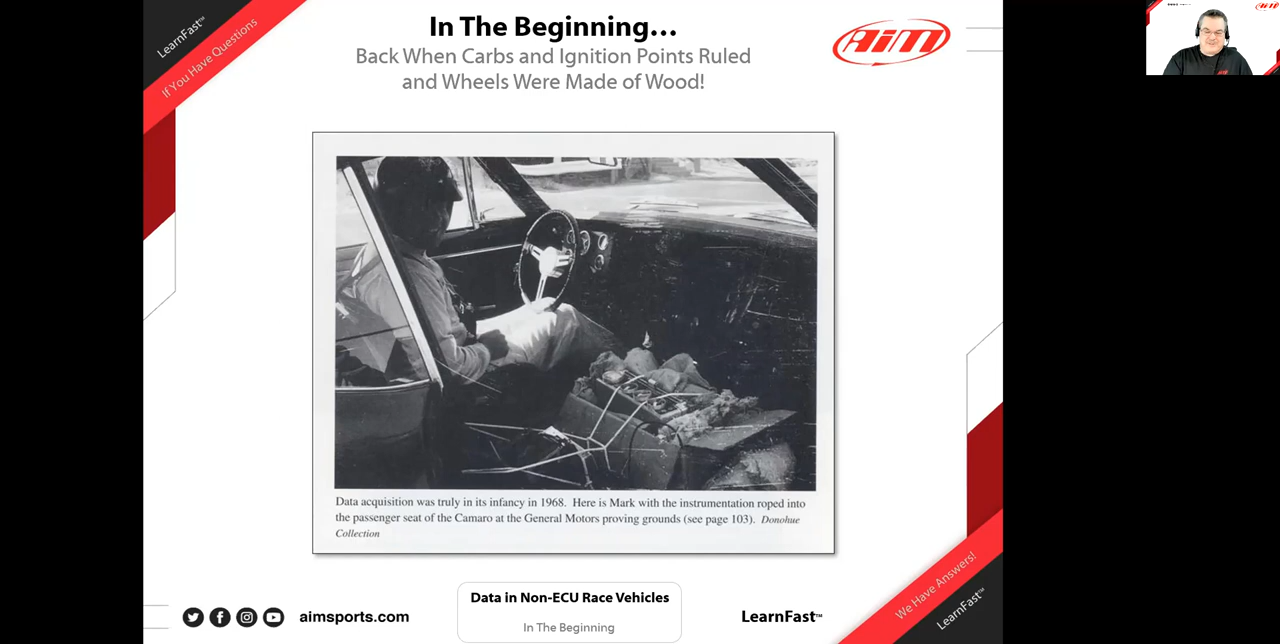 LearnFast™
If You Have Questions
In The Beginning…
Back When Carbs and Ignition Points Ruled
and Wheels Were Made of Wood!
AiM
Data acquisition was truly in its infancy in 1968. Here is Mark with the instrumentation roped into
the passenger seat of the Camaro at the General Motors proving grounds (see page 103). Donohue
Collection
aimsports.com
Data in Non-ECU Race Vehicles
In The Beginning
LearnFast™
We Have Answers!
LearnFast™
AiM